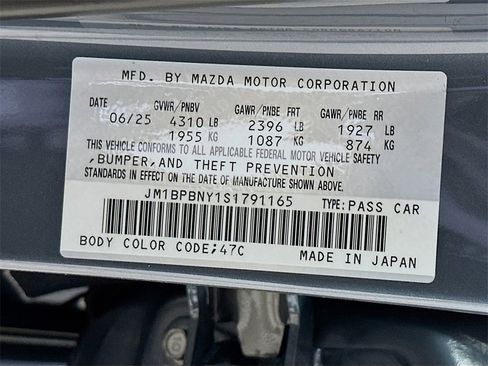 MFD. BY MAZDA MOTOR CORPORATION
DATE GVWR/PNBV GAWR/PNBE FRT GAWR/PNBE RR
06/25 4310 LB 2396 LB 1927 LB
1955 KG 1087 KG 874 KG
THIS VEHICLE CONFORMS TO ALL APPLICABLE FEDERAL MOTOR VEHICLE SAFETY
,BUMPER,AND THEFT PREVENTION
STANDARDS IN EFFECT ON THE DATE OF MANUFACTURE SHOWN ABOVE.
JM1BPBNY1S1791165 TYPE:PASS CAR
BODY COLOR CODE;47C MADE IN JAPAN